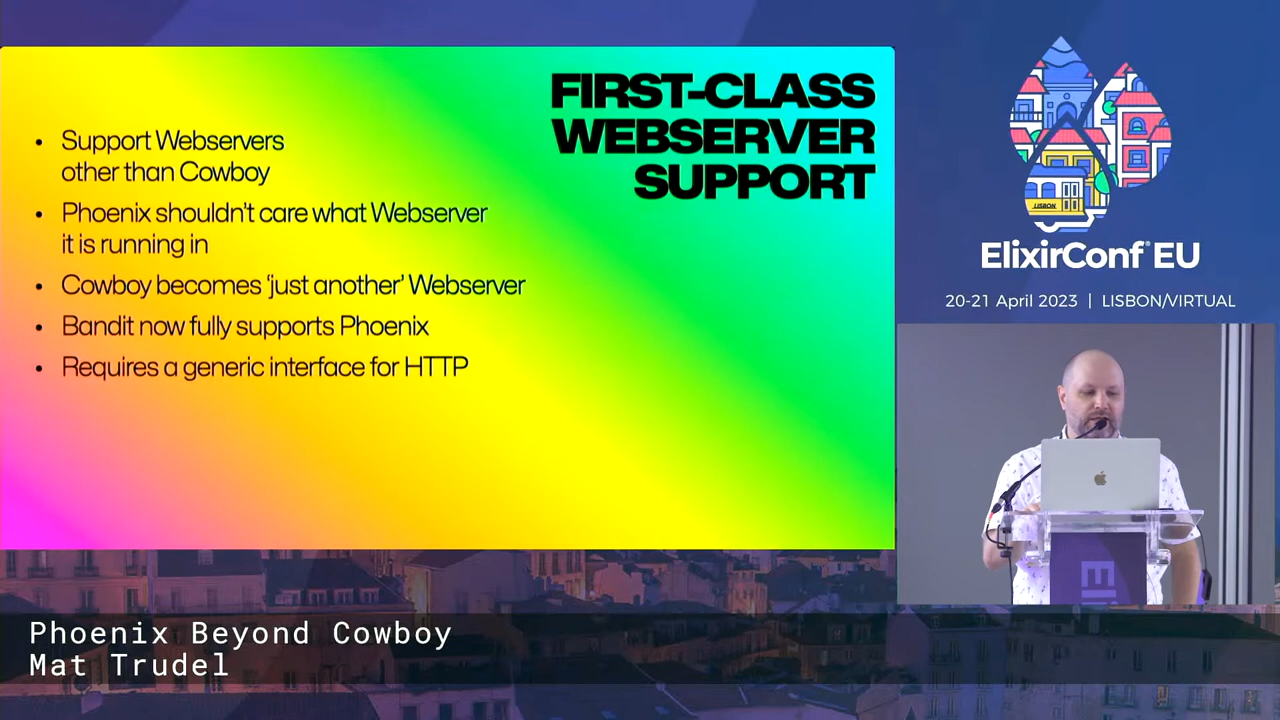 FIRST-CLASS
WEBSERVER
SUPPORT
• Support Webservers
other than Cowboy
• Phoenix shouldn't care what Webserver
it is running in
• Cowboy becomes 'just another' Webserver
• Bandit now fully supports Phoenix
• Requires a generic interface for HTTP
LISBON
ElixirConf® EU
20-21 April 2023 | LISBON/VIRTUAL
Phoenix Beyond Cowboy
Mat Trudel